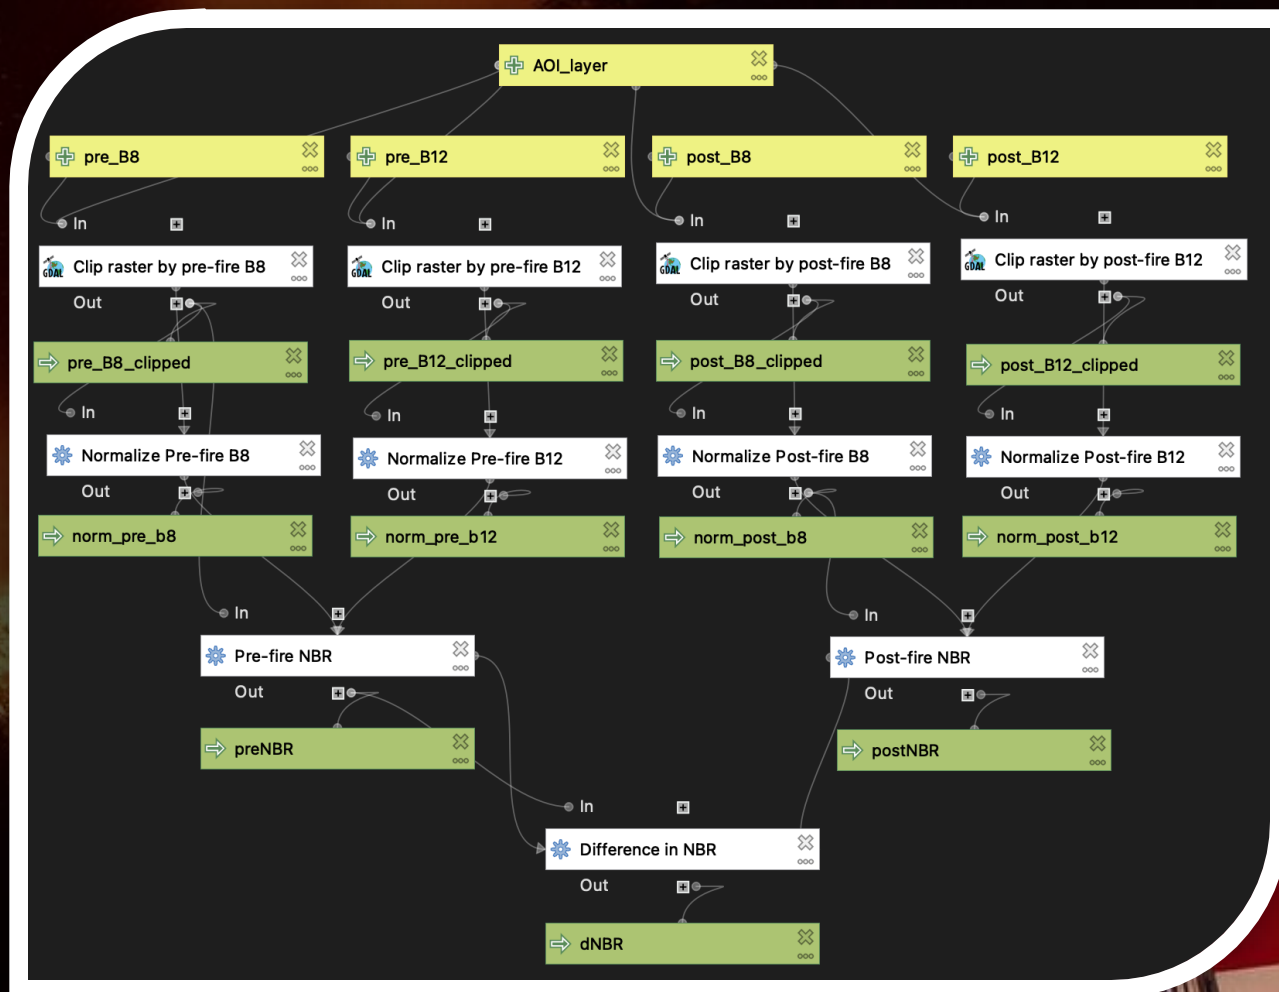 AOI_layer
pre_B8
pre_B12
post_B8
post_B12
In
In
In
In
GDAL Clip raster by pre-fire B8
GDAL Clip raster by pre-fire B12
GDAL Clip raster by post-fire B8
GDAL Clip raster by post-fire B12
Out
Out
Out
Out
pre_B8_clipped
pre_B12_clipped
post_B8_clipped
post_B12_clipped
In
In
In
In
Normalize Pre-fire B8
Normalize Pre-fire B12
Normalize Post-fire B8
Normalize Post-fire B12
Out
Out
Out
Out
norm_pre_b8
norm_pre_b12
norm_post_b8
norm_post_b12
In
In
Pre-fire NBR
Post-fire NBR
Out
Out
preNBR
postNBR
In
Difference in NBR
Out
dNBR